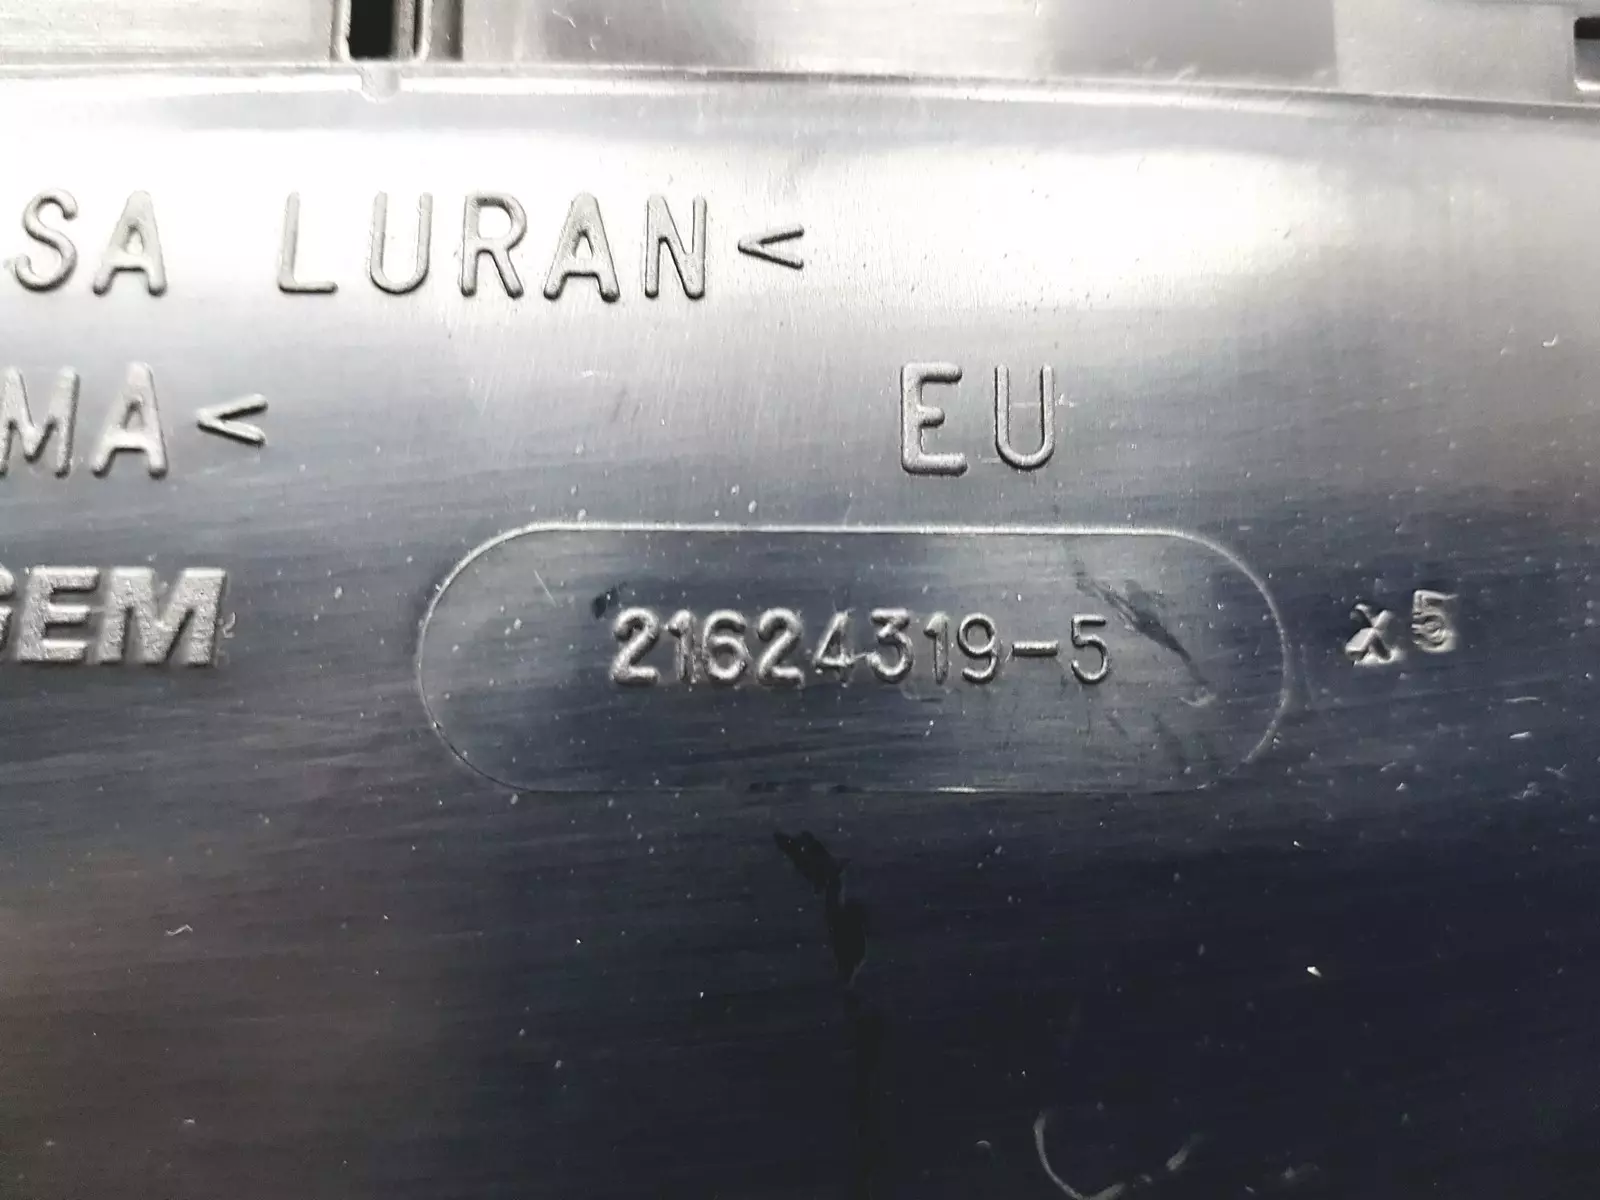 SA LURAN<
MA< EU
GEM 21624319-5 X5